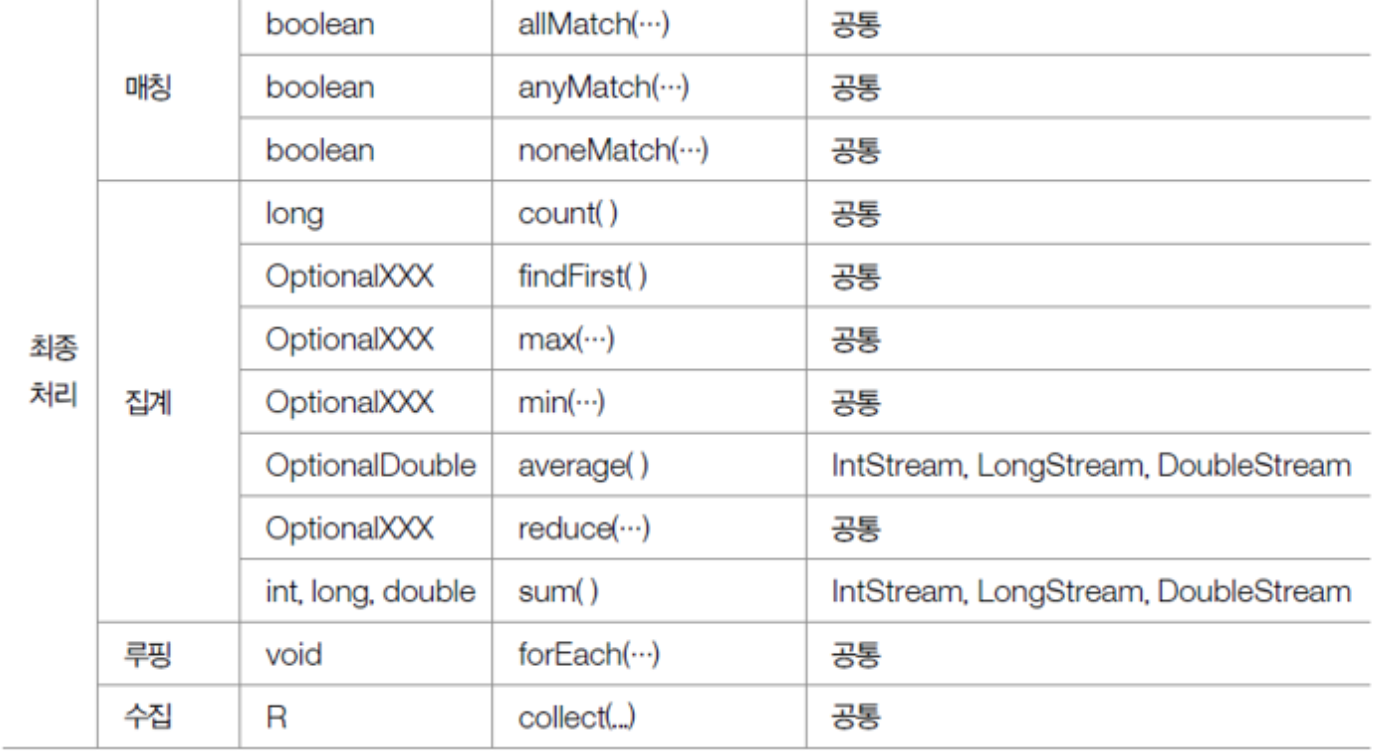 boolean allMatch(…) 공통
매칭 boolean anyMatch(…) 공통
boolean noneMatch(…) 공통
long count( ) 공통
OptionalXXX findFirst( ) 공통
최종 처리 집계 OptionalXXX max(…) 공통
OptionalXXX min(…) 공통
OptionalDouble average( ) IntStream, LongStream, DoubleStream
OptionalXXX reduce(…) 공통
int, long, double sum( ) IntStream, LongStream, DoubleStream
루핑 void forEach(…) 공통
수집 R collect(...) 공통